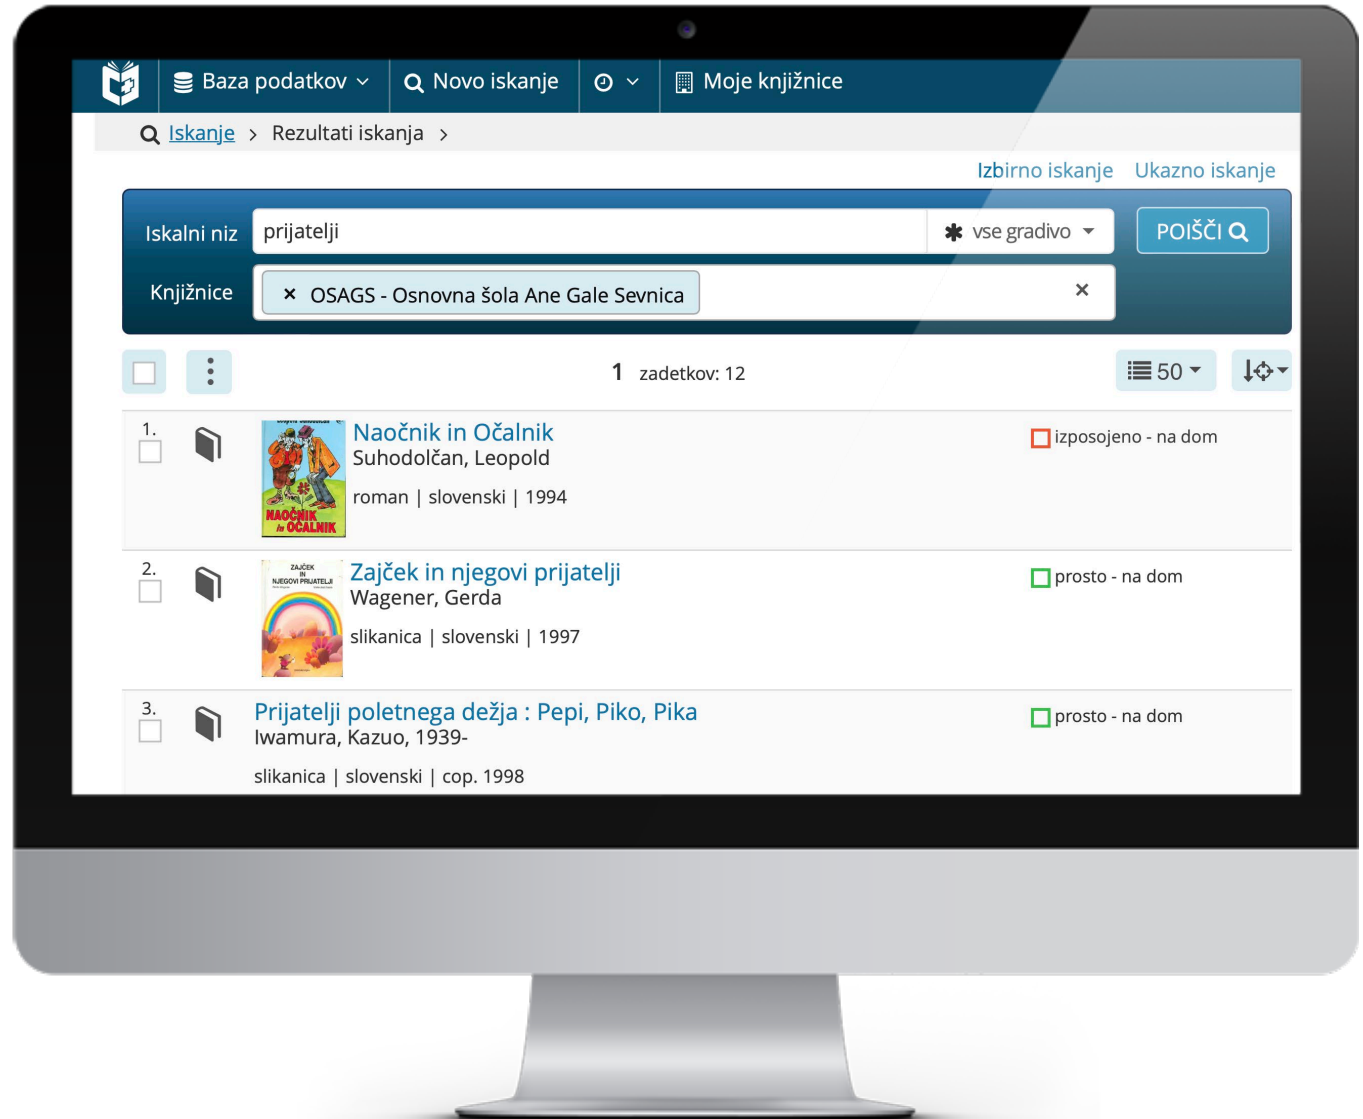 Baza podatkov Novo iskanje Moje knjižnice
Iskanje > Rezultati iskanja >
Izbirno iskanje Ukazno iskanje
Iskalni niz prijatelji ✱ vse gradivo POIŠČI
Knjižnice × OSAGS - Osnovna šola Ane Gale Sevnica ×
1 zadetkov: 12 50
1. Naočnik in Očalnik izposojeno - na dom
Suhodolčan, Leopold
roman | slovenski | 1994
NAOČNIK
in OČALNIK
2. Zajček in njegovi prijatelji prosto - na dom
Wagener, Gerda
slikanica | slovenski | 1997
ZAJČEK
IN
NJEGOVI PRIJATELJI
3. Prijatelji poletnega dežja : Pepi, Piko, Pika prosto - na dom
Iwamura, Kazuo, 1939-
slikanica | slovenski | cop. 1998